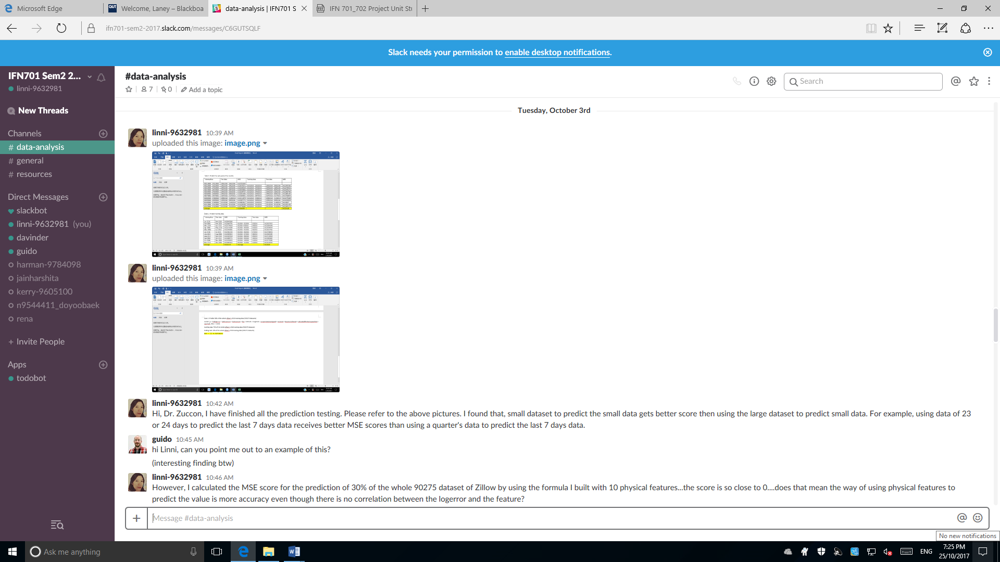 Microsoft Edge
QUT Welcome, Laney – Blackboa
data-analysis | IFN701 S
PDF IFN 701_702 Project Unit Stu
ifn701-sem2-2017.slack.com/messages/C6GUTSQLF
Slack needs your permission to enable desktop notifications.
IFN701 Sem2 2...
linni-9632981
New Threads
Channels
# data-analysis
# general
# resources
Direct Messages
slackbot
linni-9632981 (you)
davinder
guido
harman-9784098
jainharshita
kerry-9605100
n9544411_doyoobaek
rena
+ Invite People
Apps
todobot
#data-analysis
7 0 Add a topic
Search
Tuesday, October 3rd
linni-9632981 10:39 AM
uploaded this image: image.png
linni-9632981 10:39 AM
uploaded this image: image.png
linni-9632981 10:42 AM
Hi, Dr. Zuccon, I have finished all the prediction testing. Please refer to the above pictures. I found that, small dataset to predict the small data gets better score then using the large dataset to predict small data. For example, using data of 23
or 24 days to predict the last 7 days data receives better MSE scores than using a quarter's data to predict the last 7 days data.
guido 10:45 AM
hi Linni, can you point me out to an example of this?
(interesting finding btw)
linni-9632981 10:46 AM
However, I calculated the MSE score for the prediction of 30% of the whole 90275 dataset of Zillow by using the formula I built with 10 physical features...the score is so close to 0....does that mean the way of using physical features to
predict the value is more accuracy even though there is no correlation between the logerror and the feature?
Message #data-analysis
No new notifications
Ask me anything
ENG
7:25 PM
25/10/2017